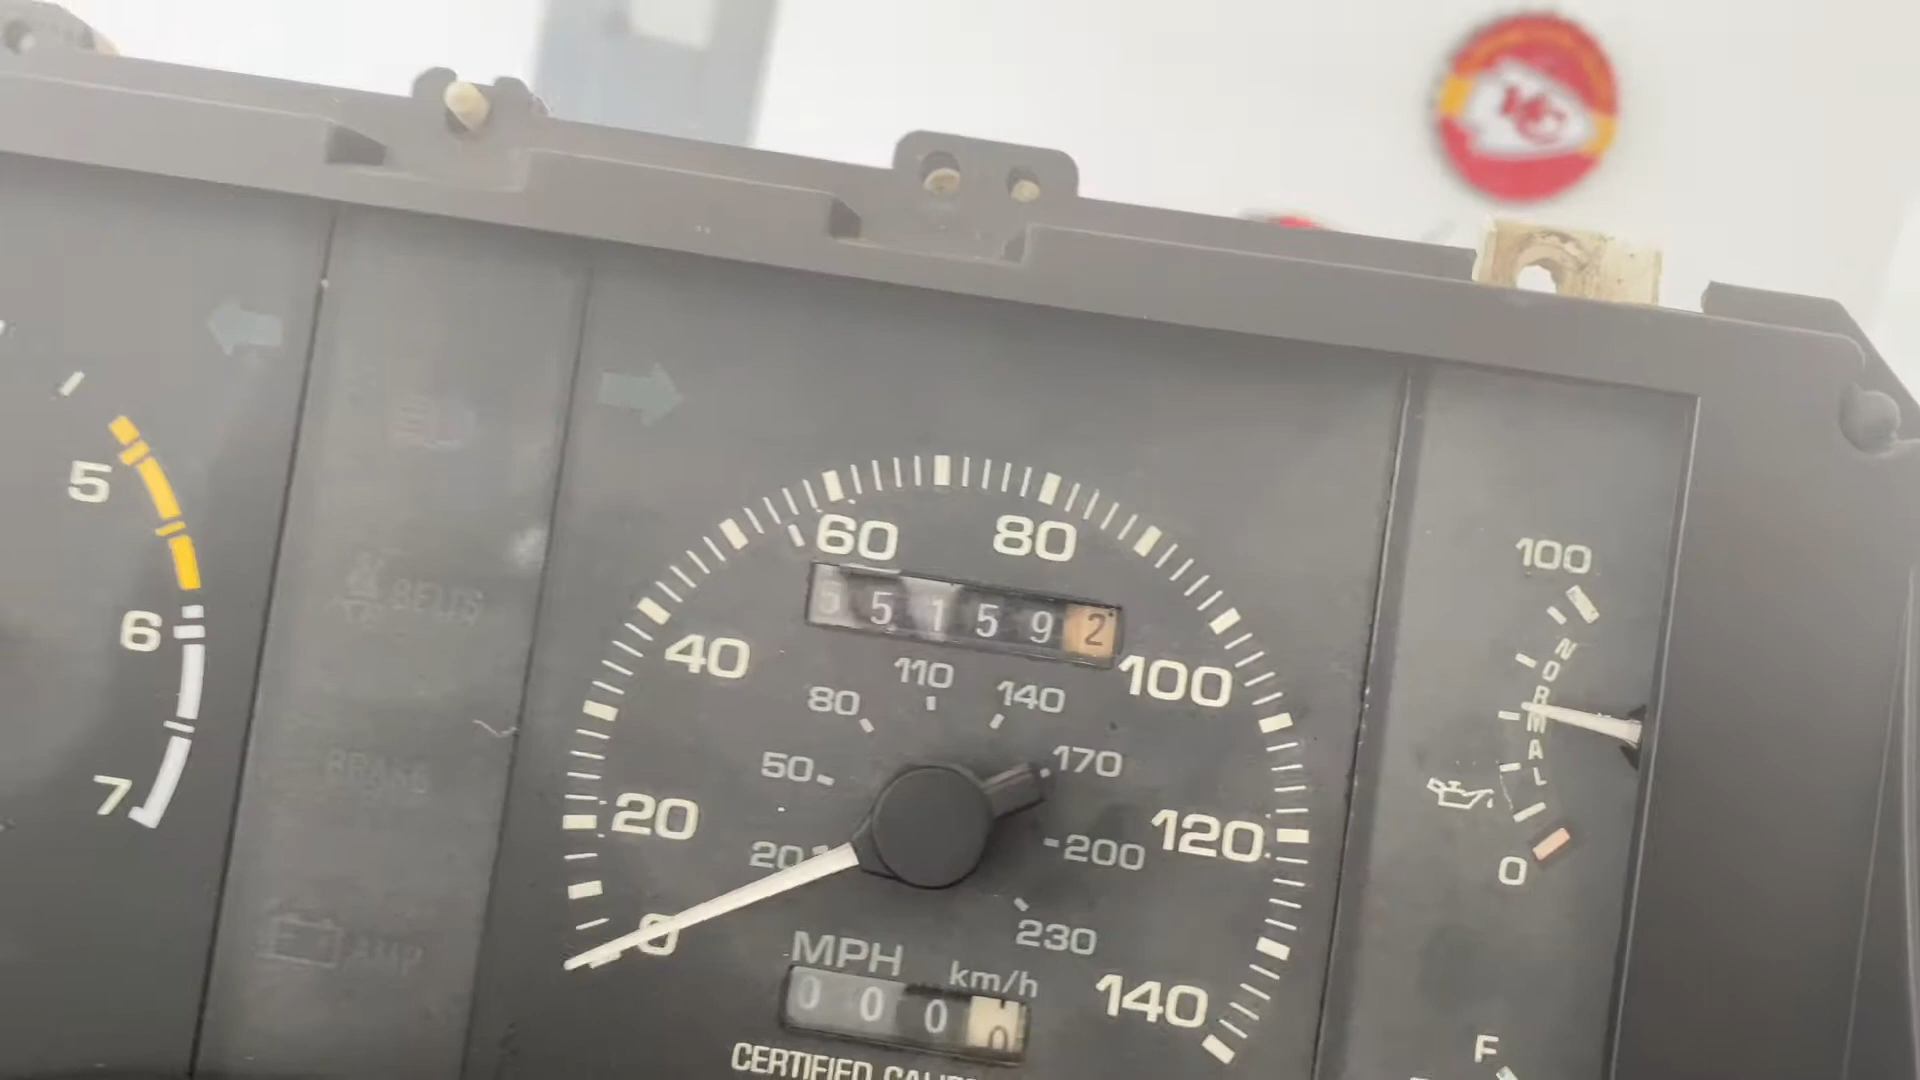 KC
5
6
7
BELTS
BRAKE
AMP
60 80
5 5 1 5 9 2
40 100
110
80 140
50 170
20 120
20 200
0 230
MPH km/h
140
0 0 0 0
CERTIFIED
100
NORMAL
0
F